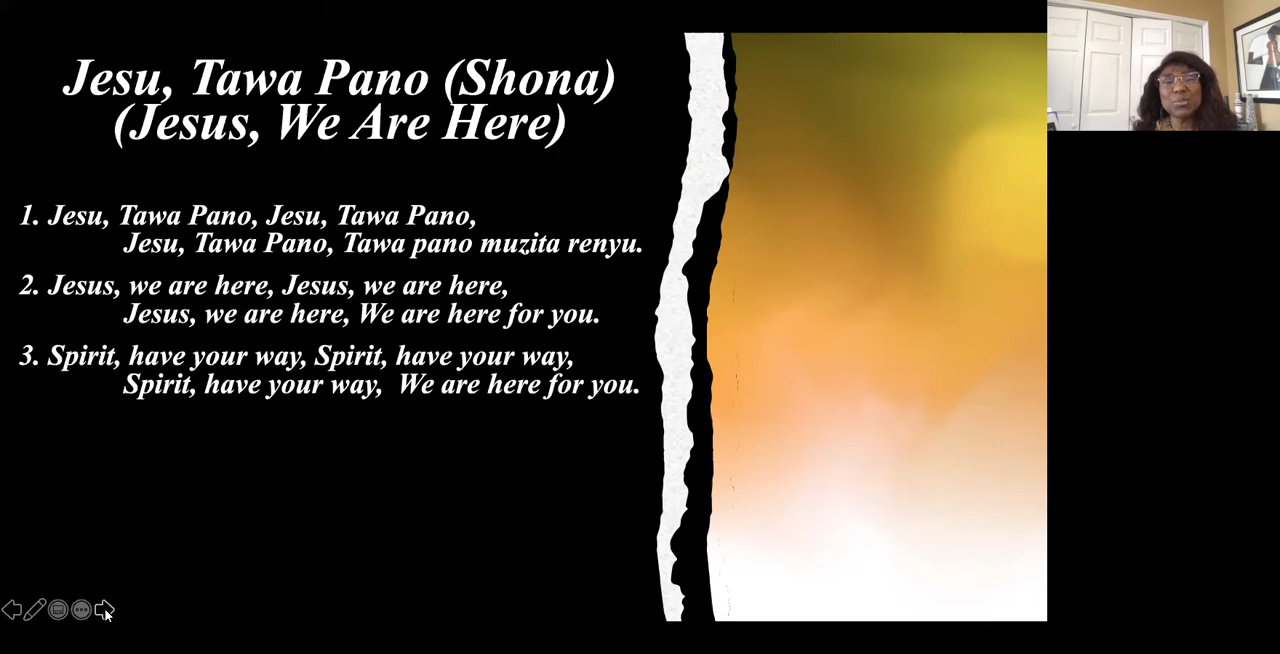 Jesu, Tawa Pano (Shona)
(Jesus, We Are Here)
1. Jesu, Tawa Pano, Jesu, Tawa Pano,
Jesu, Tawa Pano, Tawa pano muzita renyu.
2. Jesus, we are here, Jesus, we are here,
Jesus, we are here, We are here for you.
3. Spirit, have your way, Spirit, have your way,
Spirit, have your way, We are here for you.